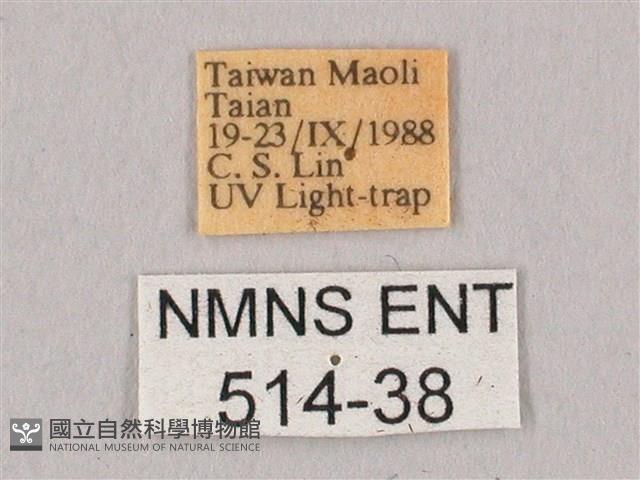 Taiwan Maoli
Taian
19-23/IX/1988
C. S. Lin
UV Light-trap
NMNS ENT
514-38
國立自然科學博物館
NATIONAL MUSEUM OF NATURAL SCIENCE